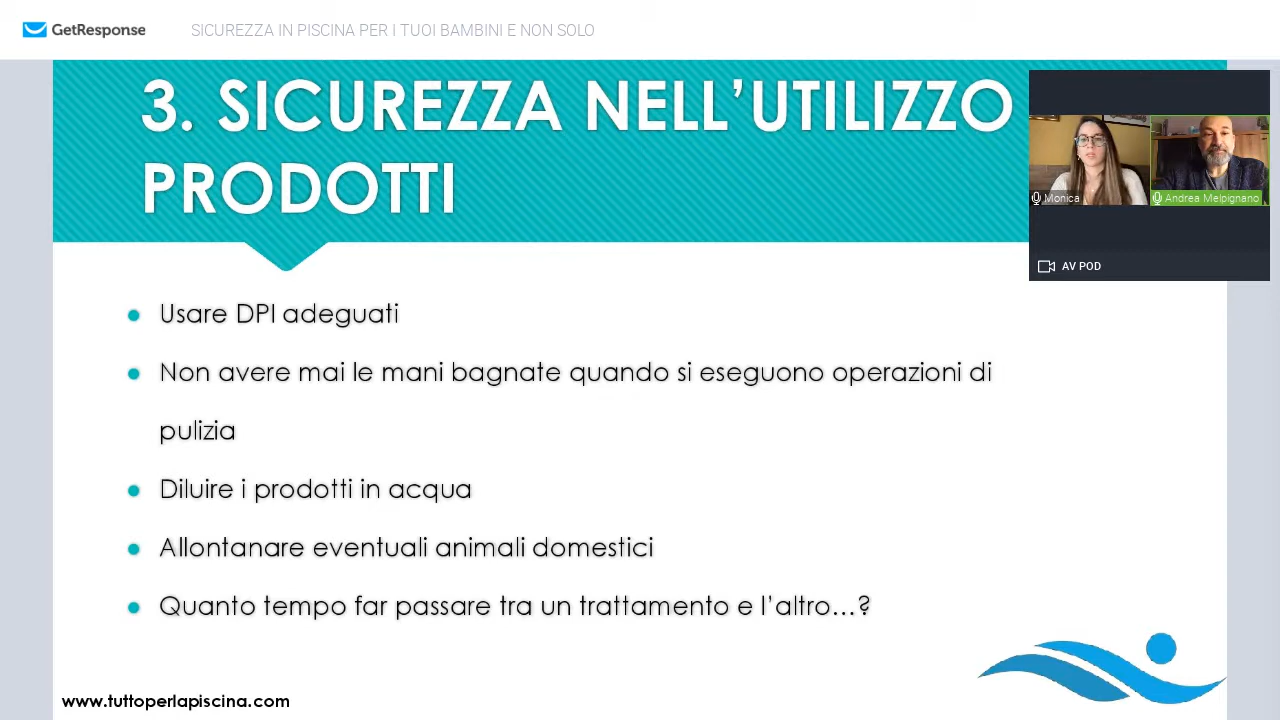 GetResponse
SICUREZZA IN PISCINA PER I TUOI BAMBINI E NON SOLO
3. SICUREZZA NELL’UTILIZZO
PRODOTTI
Monica
Andrea Melpignano
AV POD
Usare DPI adeguati
Non avere mai le mani bagnate quando si eseguono operazioni di
pulizia
Diluire i prodotti in acqua
Allontanare eventuali animali domestici
Quanto tempo far passare tra un trattamento e l’altro…?
www.tuttoperlapiscina.com